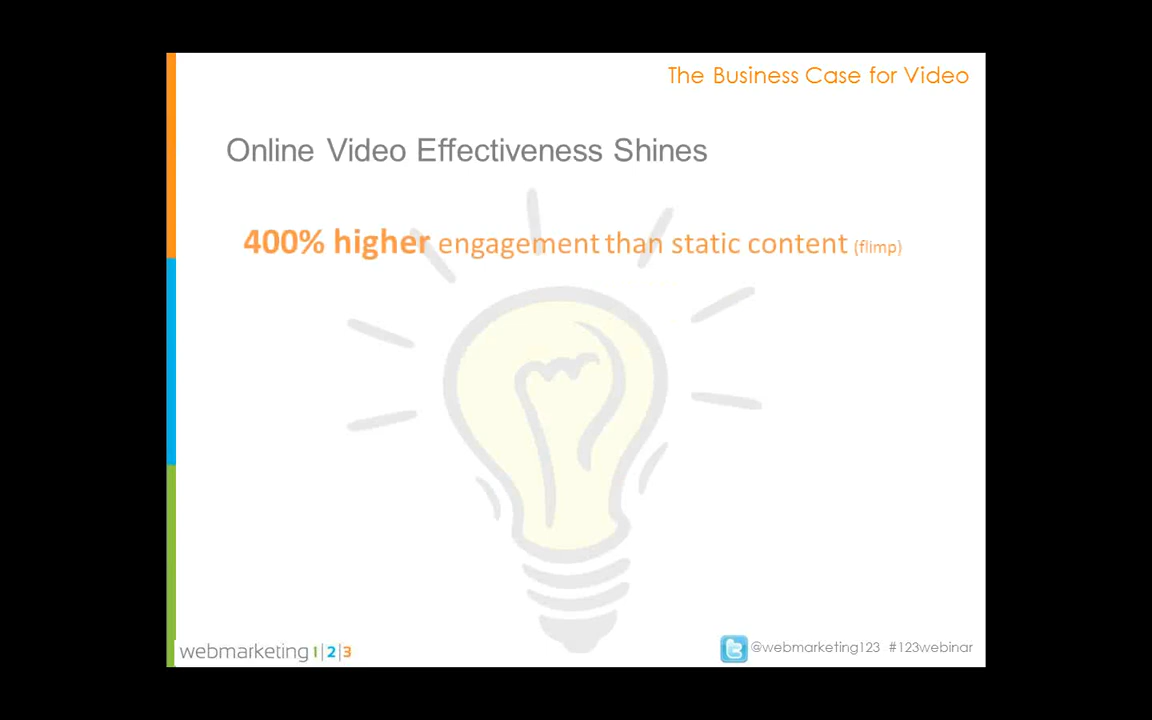 The Business Case for Video
Online Video Effectiveness Shines
400% higher engagement than static content (flimp)
webmarketing 1|2|3
@webmarketing123 #123webinar